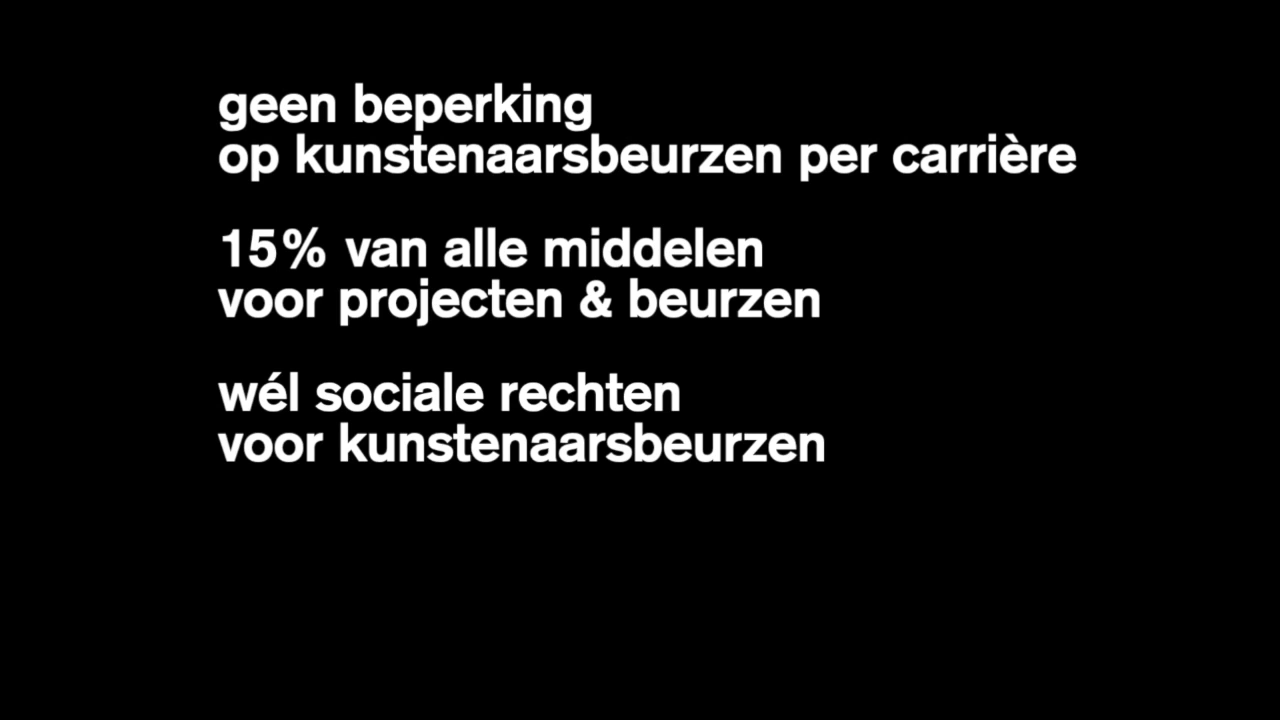 geen beperking
op kunstenaarsbeurzen per carrière
15% van alle middelen
voor projecten & beurzen
wél sociale rechten
voor kunstenaarsbeurzen